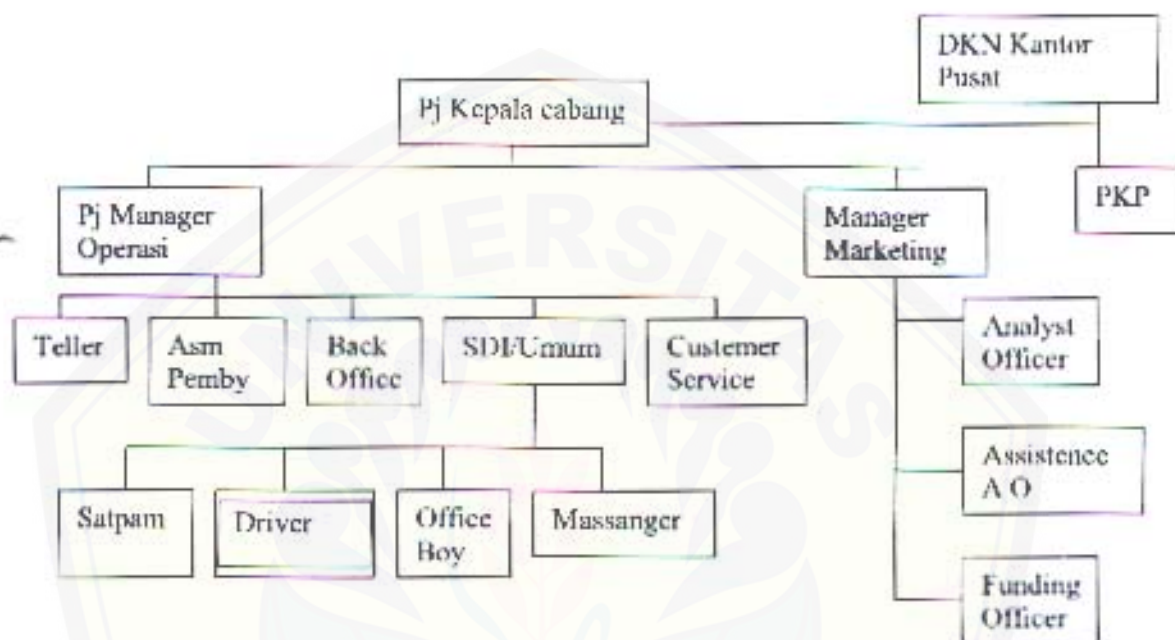 DKN Kantor
Pusat
Pj Kepala cabang
PKP
Pj Manager
Operasi
Manager
Marketing
Teller
Asm
Pemby
Back
Office
SDI/Umum
Custemer
Service
Analyst
Officer
Assistence
A O
Satpam
Driver
Office
Boy
Massanger
Funding
Officer
UNIVERSITAS